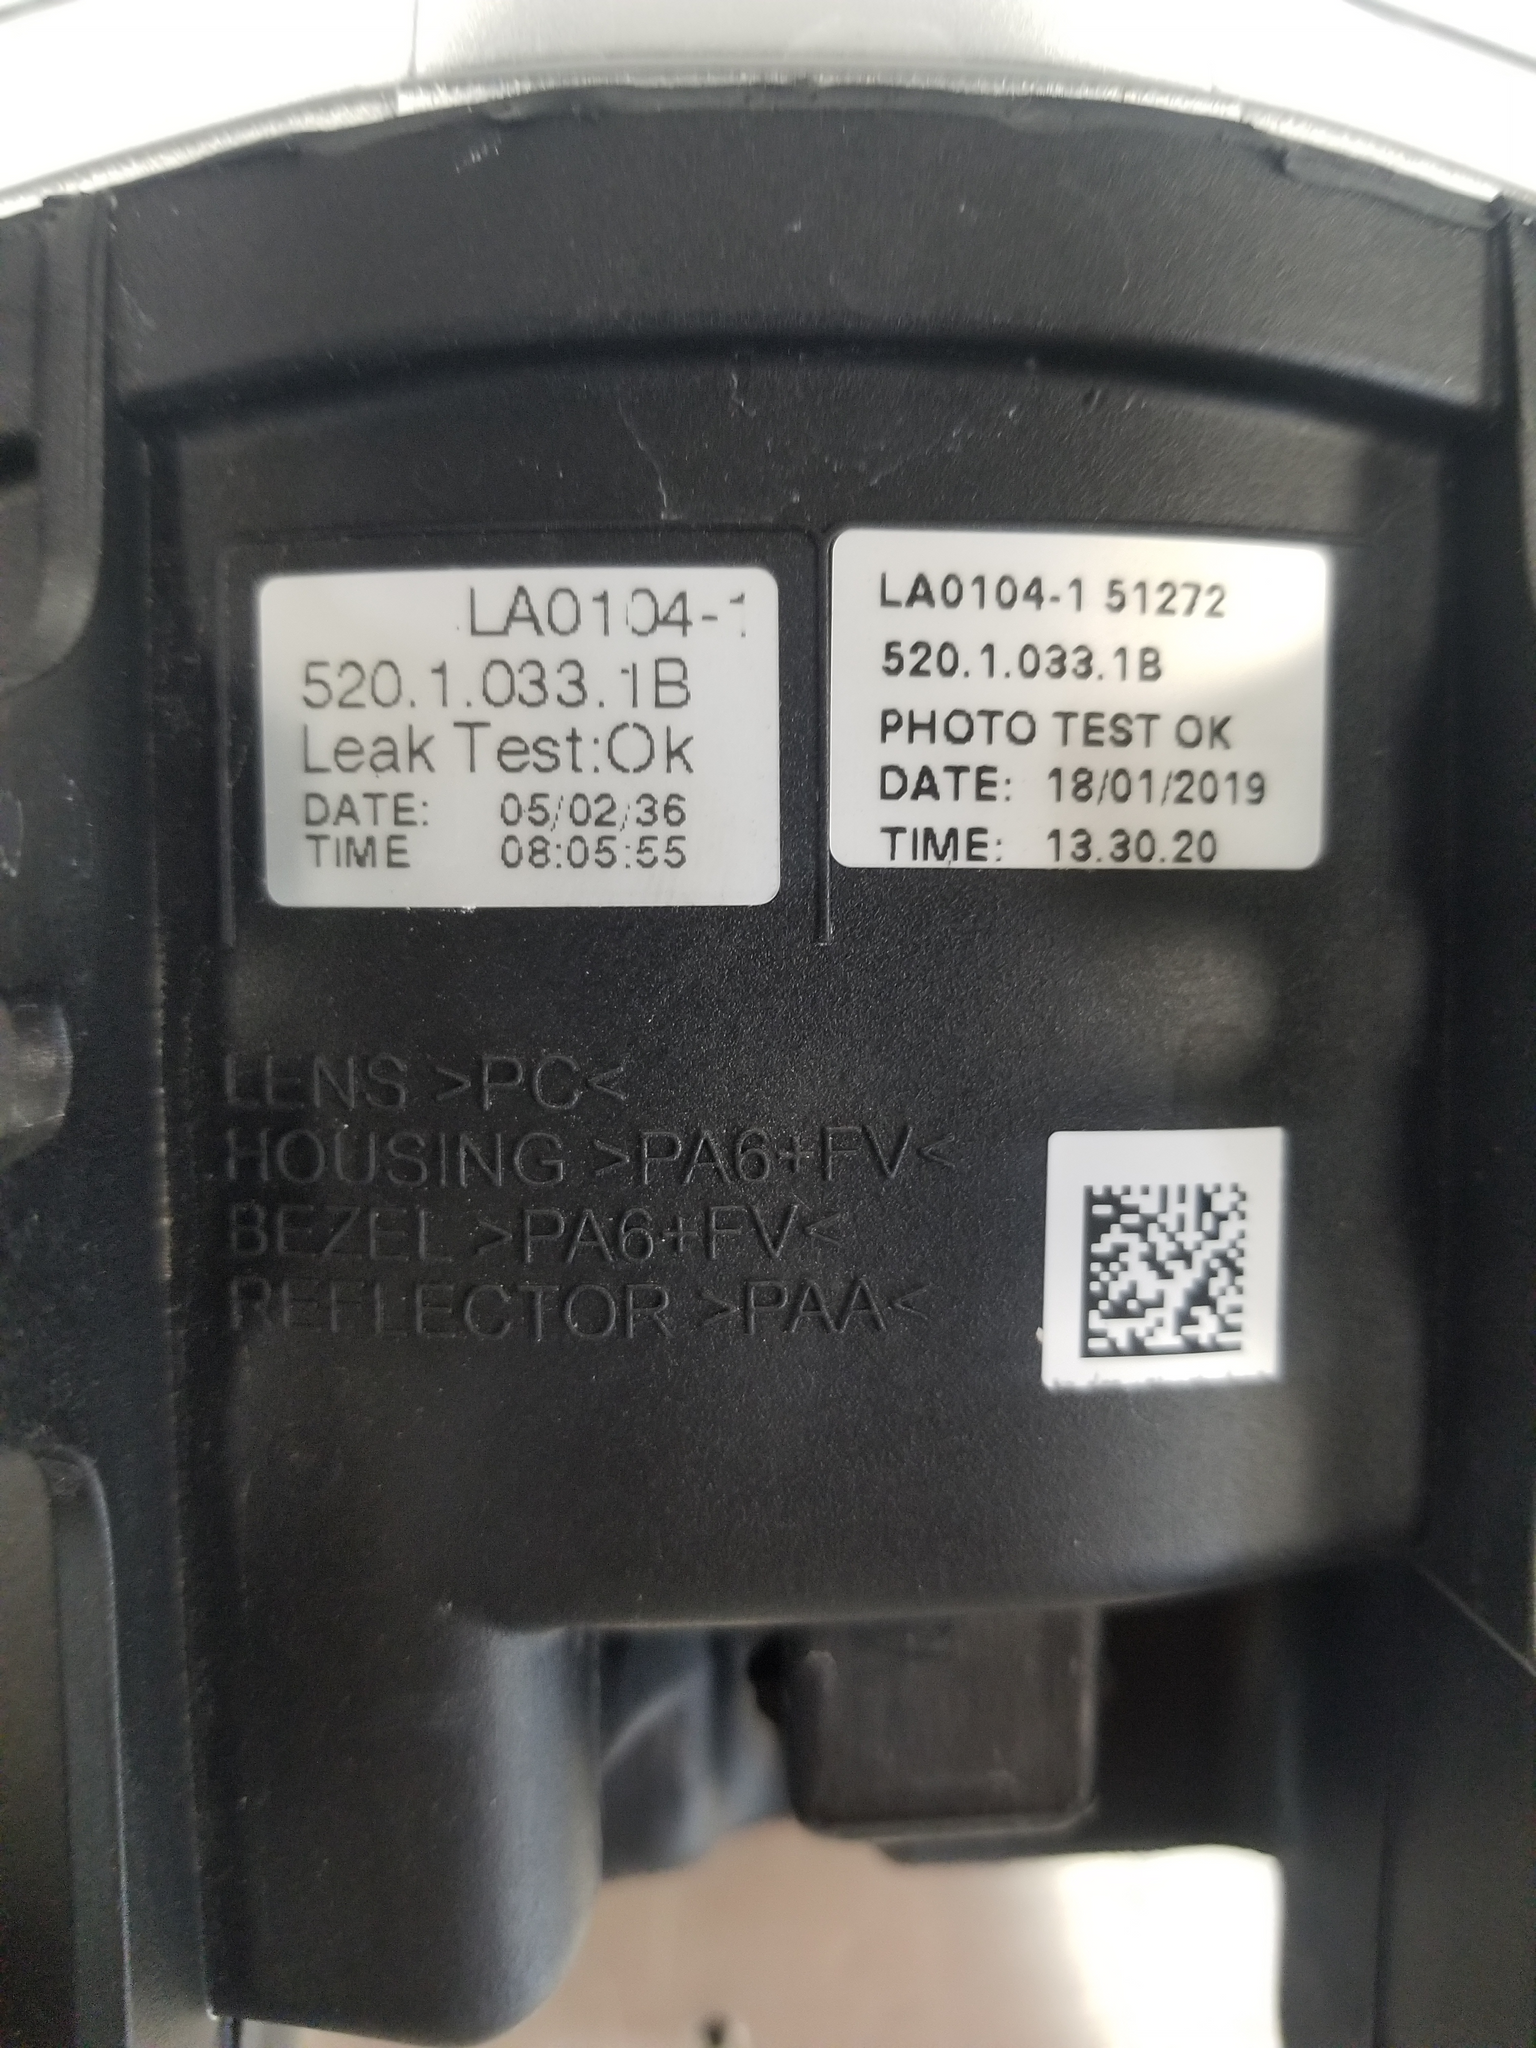 LA0104-1
520.1.033.1B
Leak Test:Ok
DATE: 05/02/36
TIME 08:05:55
LA0104-1 51272
520.1.033.1B
PHOTO TEST OK
DATE: 18/01/2019
TIME: 13.30.20
LENS >PC<
HOUSING >PA6+FV<
BEZEL >PA6+FV<
REFLECTOR >PAA<